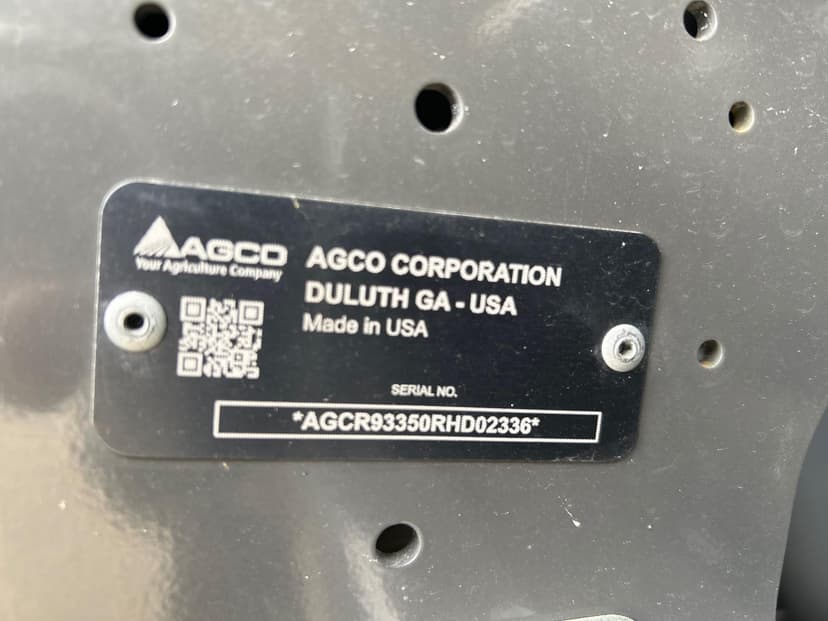 AGCO
Your Agriculture Company
AGCO CORPORATION
DULUTH GA - USA
Made in USA
SERIAL NO.
*AGCR93350RHD02336*